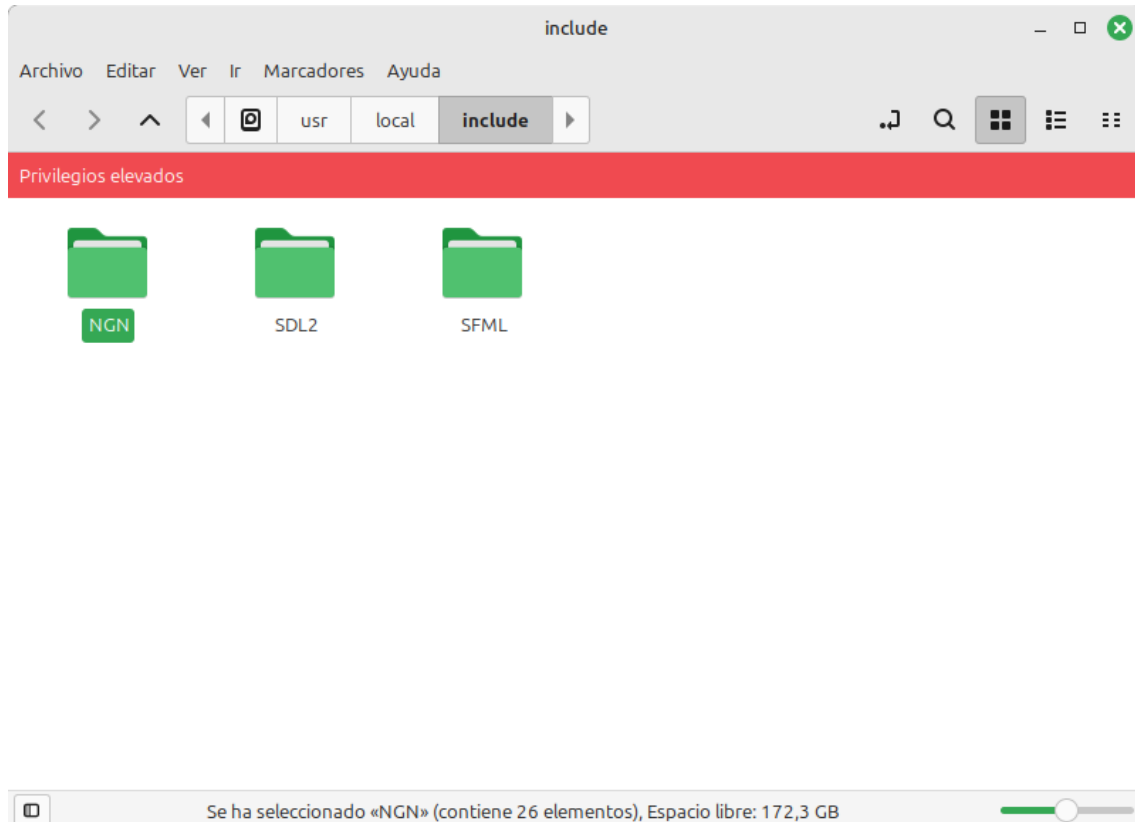 include
Archivo Editar Ver Ir Marcadores Ayuda
usr local include
Privilegios elevados
NGN SDL2 SFML
Se ha seleccionado «NGN» (contiene 26 elementos), Espacio libre: 172,3 GB